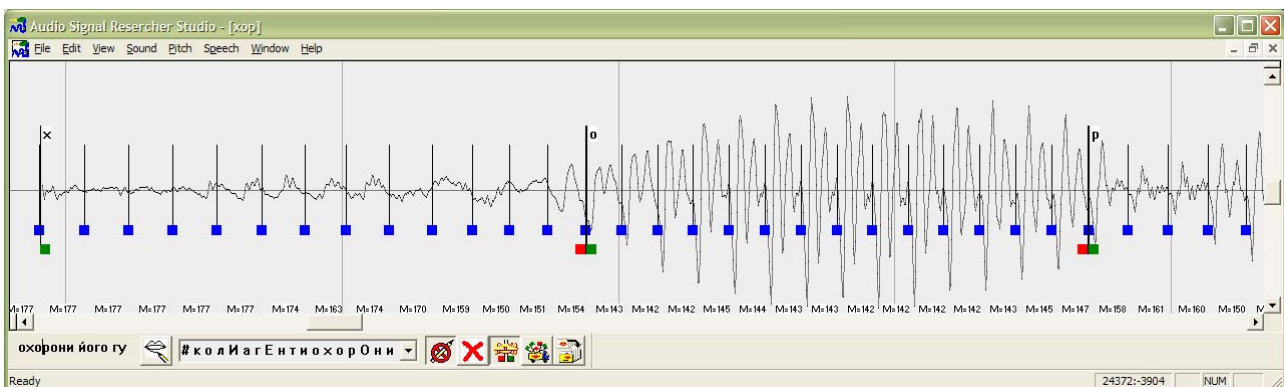 Audio Signal Resercher Studio - [хор]
File Edit View Sound Pitch Speech Window Help
х о р
M=177 M=177 M=177 M=177 M=177 M=177 M=174 M=163 M=174 M=170 M=159 M=150 M=151 M=154 M=143 M=142 M=142 M=145 M=144 M=143 M=143 M=143 M=142 M=142 M=142 M=142 M=143 M=145 M=147 M=158 M=161 M=160 M=150
охорони його гу #колИагЕнтиохорОни
Ready 24372:-3904 NUM